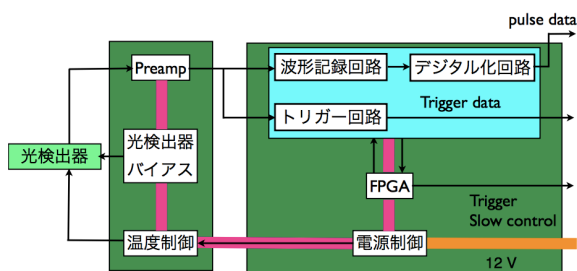 pulse data
Preamp
波形記録回路
デジタル化回路
トリガー回路
Trigger data
光検出器
光検出器
バイアス
FPGA
Trigger
Slow control
温度制御
電源制御
12 V